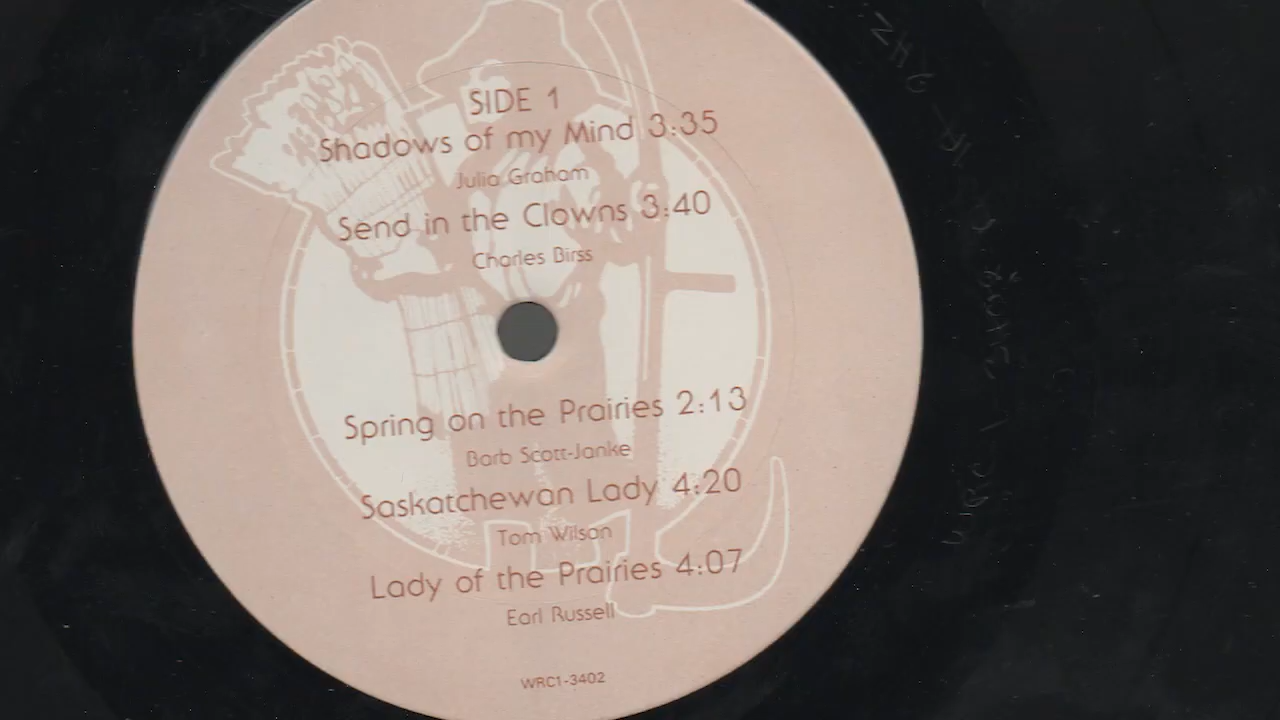 SIDE 1
Shadows of my Mind 3:35
Julia Graham
Send in the Clowns 3:40
Charles Birss
Spring on the Prairies 2:13
Barb Scott-Janke
Saskatchewan Lady 4:20
Tom Wilson
Lady of the Prairies 4:07
Earl Russell
WRC1-3402